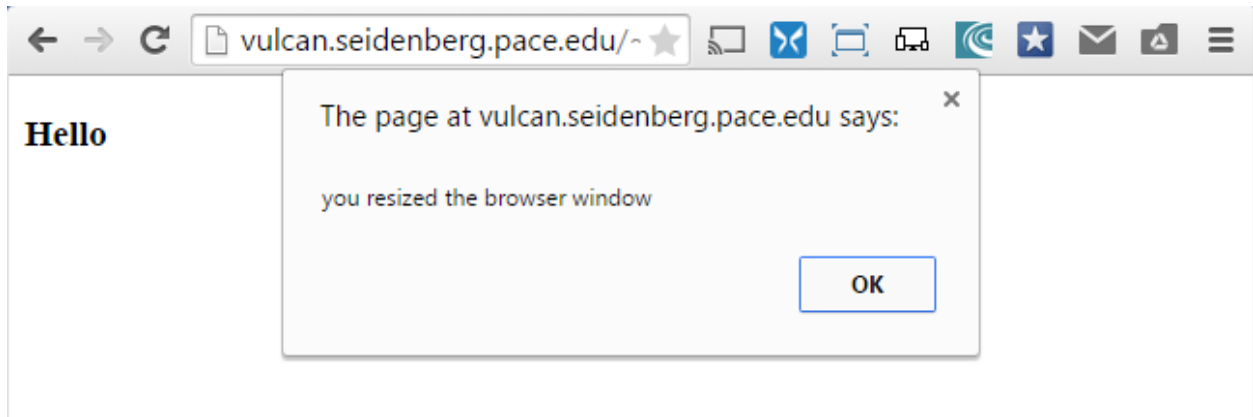 vulcan.seidenberg.pace.edu/~
The page at vulcan.seidenberg.pace.edu says:
Hello
you resized the browser window
OK